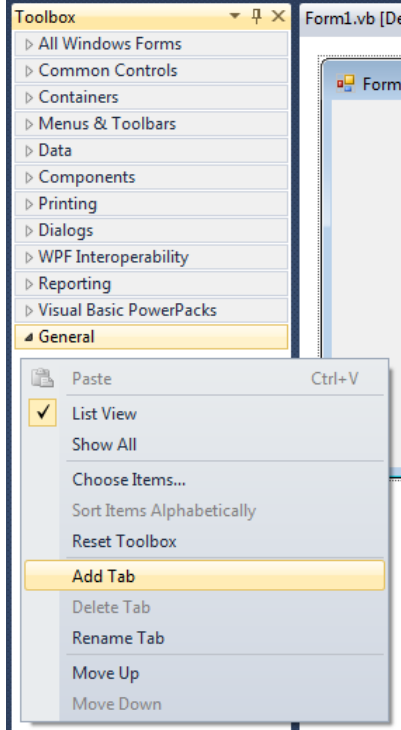 Toolbox
Form1.vb [De
All Windows Forms
Common Controls
Containers
Menus & Toolbars
Data
Components
Printing
Dialogs
WPF Interoperability
Reporting
Visual Basic PowerPacks
General
Form
Paste Ctrl+V
List View
Show All
Choose Items...
Sort Items Alphabetically
Reset Toolbox
Add Tab
Delete Tab
Rename Tab
Move Up
Move Down